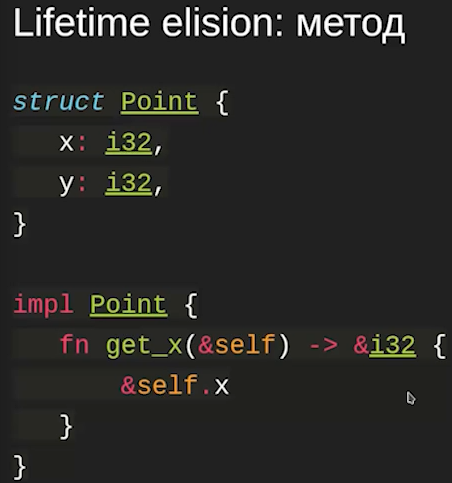 Lifetime elision: метод
struct Point {
x: i32,
y: i32,
}
impl Point {
fn get_x(&self) -> &i32 {
&self.x
}
}